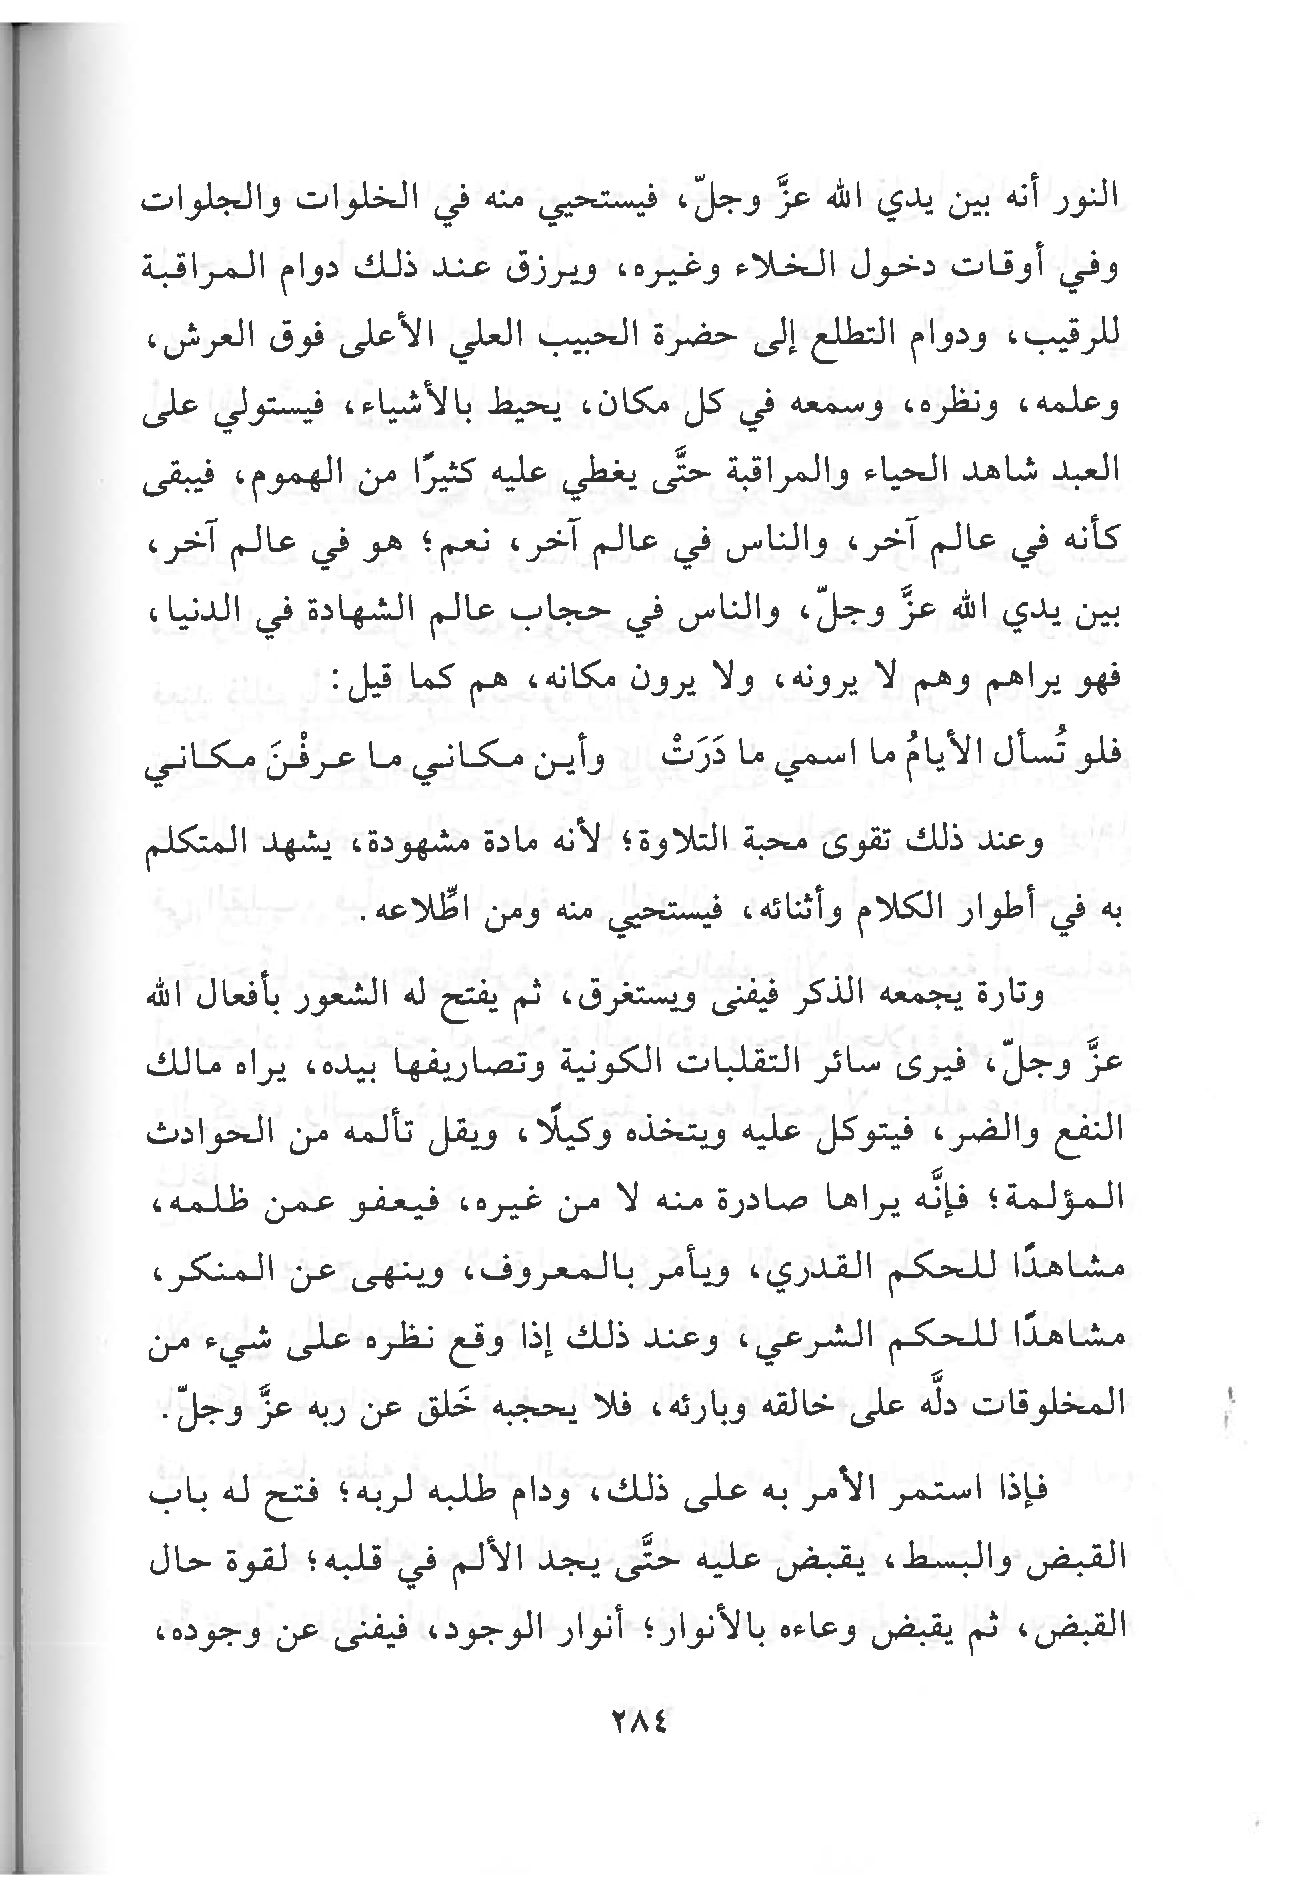 النور أنه بين يدي الله عزَّ وجلّ، فيستحيي منه في الخلوات والجلوات
وفي أوقات دخول الخلاء وغيره، ويرزق عند ذلك دوام المراقبة
للرقيب، ودوام التطلع إلى حضرة الحبيب العلي الأعلى فوق العرش،
وعلمه، ونظره، وسمعه في كل مكان، يحيط بالأشياء، فيستولي على
العبد شاهد الحياء والمراقبة حتَّى يغطي عليه كثيرًا من الهموم، فيبقى
كأنه في عالم آخر، والناس في عالم آخر، نعم؛ هو في عالم آخر،
بين يدي الله عزَّ وجلّ، والناس في حجاب عالم الشهادة في الدنيا،
فهو يراهم وهم لا يرونه، ولا يرون مكانه، هم كما قيل:
فلو تُسأل الأيامُ ما اسمي ما دَرَتْ وأين مكاني ما عرفْنَ مكاني
وعند ذلك تقوى محبة التلاوة؛ لأنه مادة مشهودة، يشهد المتكلم
به في أطوار الكلام وأثنائه، فيستحيي منه ومن اطِّلاعه.
وتارة يجمعه الذكر فيفنى ويستغرق، ثم يفتح له الشعور بأفعال الله
عزَّ وجلّ، فيرى سائر التقلبات الكونية وتصاريفها بيده، يراه مالك
النفع والضر، فيتوكل عليه ويتخذه وكيلًا، ويقل تألمه من الحوادث
المؤلمة؛ فإنَّه يراها صادرة منه لا من غيره، فيعفو عمن ظلمه،
مشاهدًا للحكم القدري، ويأمر بالمعروف، وينهى عن المنكر،
مشاهدًا للحكم الشرعي، وعند ذلك إذا وقع نظره على شيء من
المخلوقات دلَّه على خالقه وبارئه، فلا يحجبه خَلق عن ربه عزَّ وجلّ.
فإذا استمر الأمر به على ذلك، ودام طلبه لربه؛ فتح له باب
القبض والبسط، يقبض عليه حتَّى يجد الألم في قلبه؛ لقوة حال
القبض، ثم يقبض وعاءه بالأنوار؛ أنوار الوجود، فيفنى عن وجوده،
٢٨٤